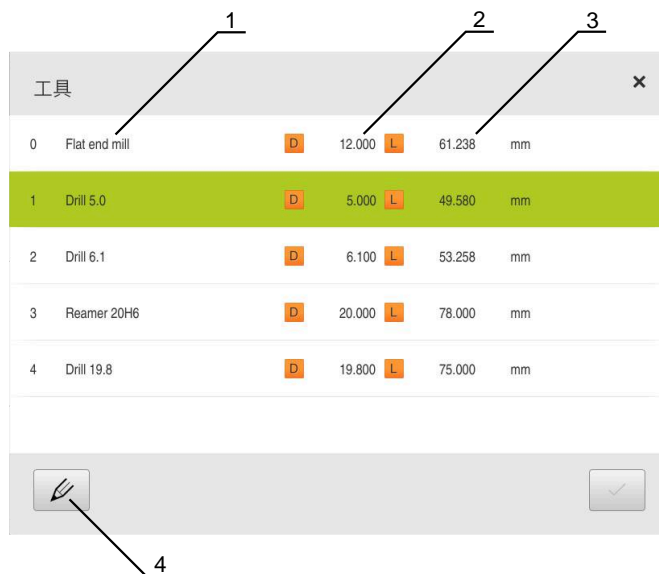 1 2 3
工具 ×
0 Flat end mill D 12.000 L 61.238 mm
1 Drill 5.0 D 5.000 L 49.580 mm
2 Drill 6.1 D 6.100 L 53.258 mm
3 Reamer 20H6 D 20.000 L 78.000 mm
4 Drill 19.8 D 19.800 L 75.000 mm
4